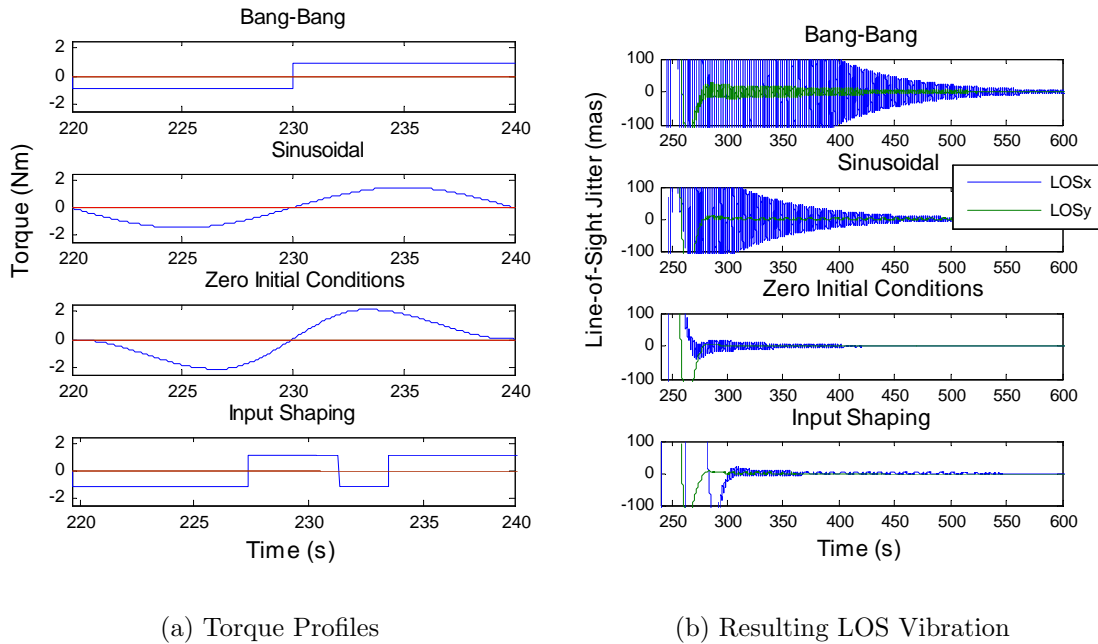 Bang-Bang
2
0
-2
220 225 230 235 240
Sinusoidal
2
0
-2
220 225 230 235 240
Zero Initial Conditions
2
0
-2
220 225 230 235 240
Input Shaping
2
0
-2
220 225 230 235 240
Time (s)
Torque (Nm)
(a) Torque Profiles
Bang-Bang
100
0
-100
250 300 350 400 450 500 550 600
Sinusoidal
100
0
-100
250 300 350 400 450 500 550 600
LOSx
LOSy
Zero Initial Conditions
100
0
-100
250 300 350 400 450 500 550 600
Input Shaping
100
0
-100
250 300 350 400 450 500 550 600
Time (s)
Line-of-Sight Jitter (mas)
(b) Resulting LOS Vibration